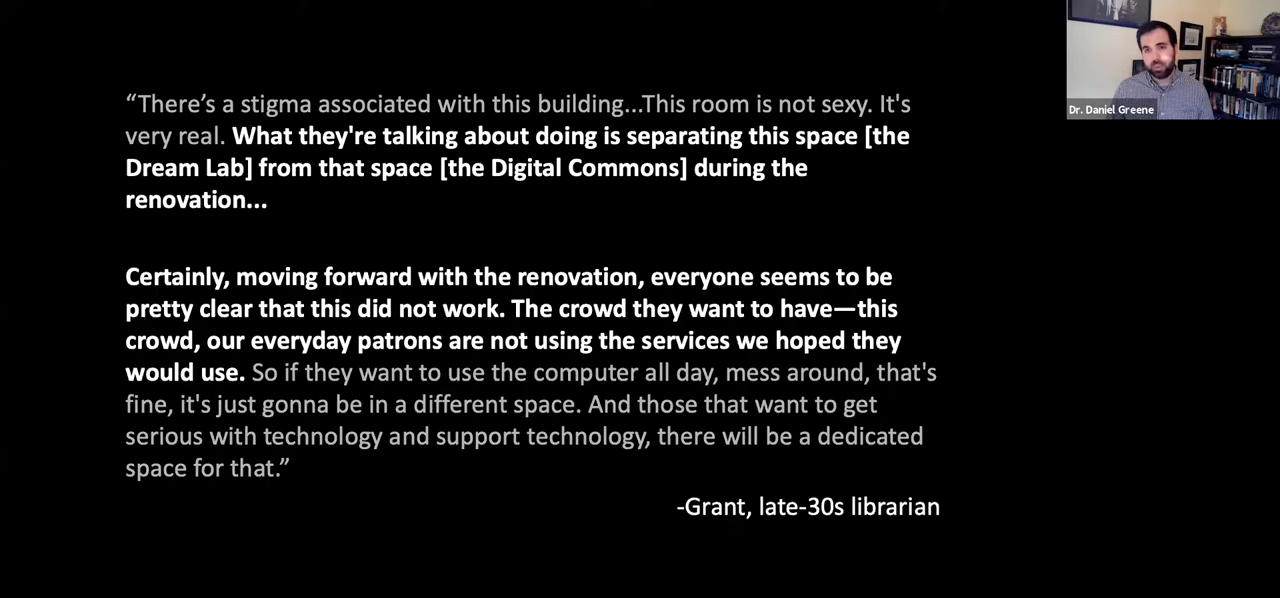 “There’s a stigma associated with this building...This room is not sexy. It's
very real. What they're talking about doing is separating this space [the
Dream Lab] from that space [the Digital Commons] during the
renovation...
Certainly, moving forward with the renovation, everyone seems to be
pretty clear that this did not work. The crowd they want to have—this
crowd, our everyday patrons are not using the services we hoped they
would use. So if they want to use the computer all day, mess around, that's
fine, it's just gonna be in a different space. And those that want to get
serious with technology and support technology, there will be a dedicated
space for that.”
-Grant, late-30s librarian
Dr. Daniel Greene